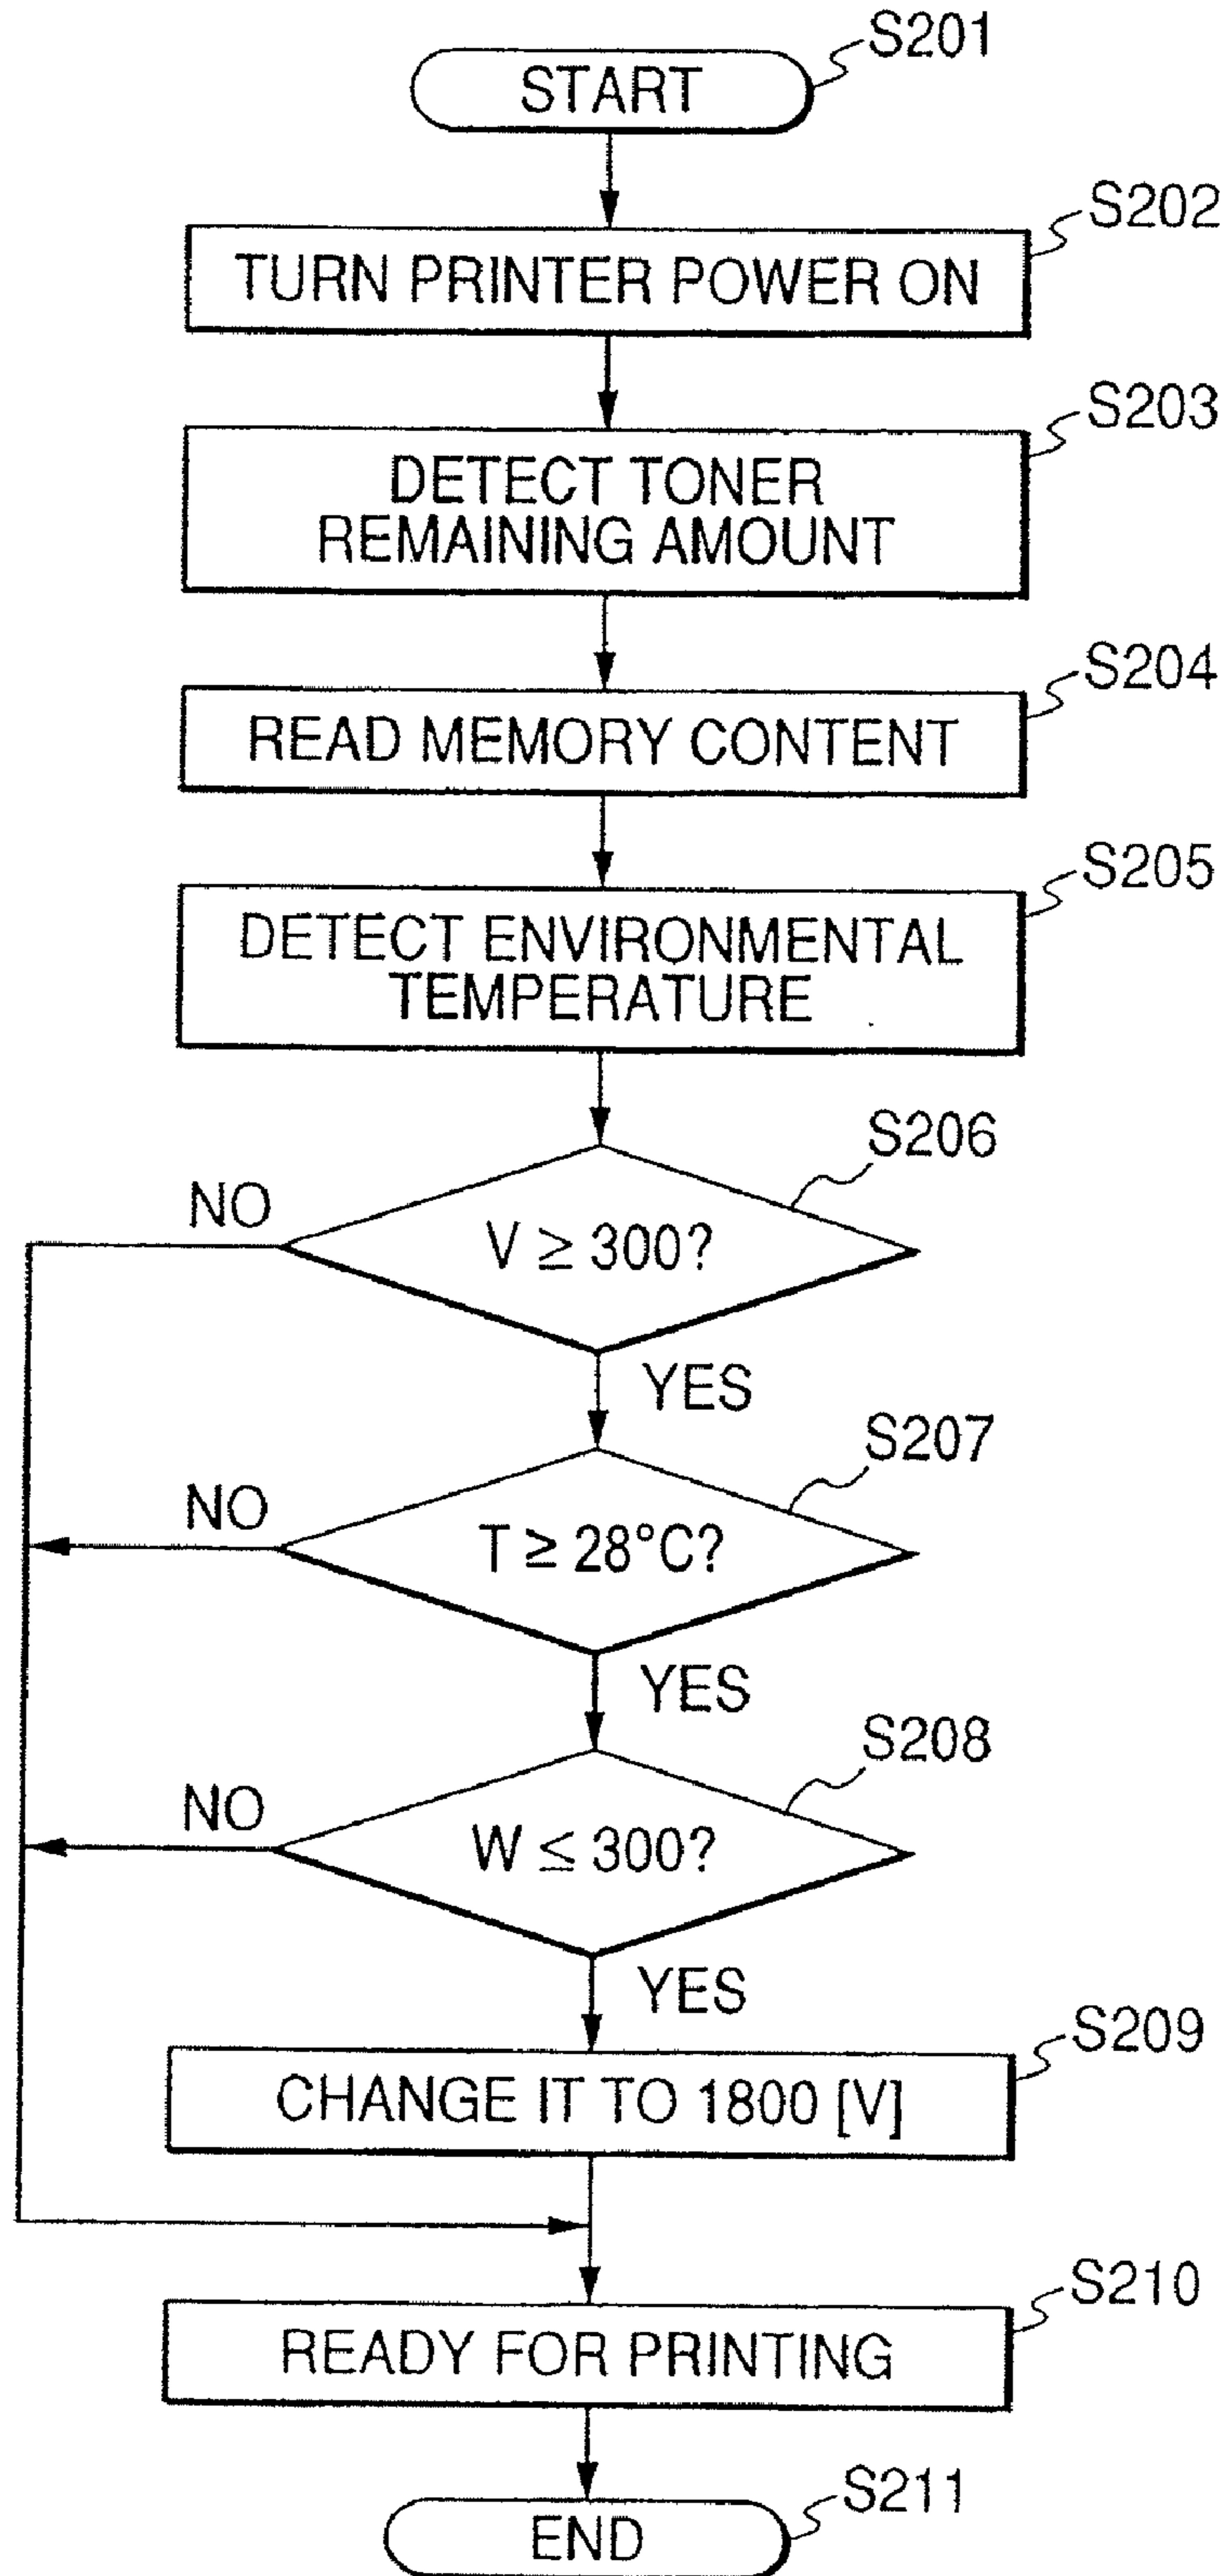 START
S201
TURN PRINTER POWER ON
S202
DETECT TONER
REMAINING AMOUNT
S203
READ MEMORY CONTENT
S204
DETECT ENVIRONMENTAL
TEMPERATURE
S205
V ≥ 300?
S206
NO
YES
T ≥ 28°C?
S207
NO
YES
W ≤ 300?
S208
NO
YES
CHANGE IT TO 1800 [V]
S209
READY FOR PRINTING
S210
END
S211